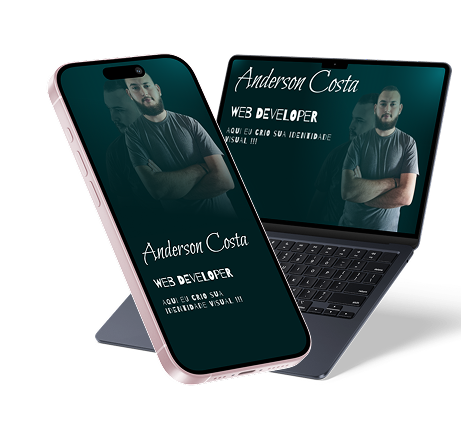 Anderson Costa
WEB DEVELOPER
AQUI EU CRIO SUA
IDENTIDADE VISUAL !!!
Anderson Costa
WEB DEVELOPER
AQUI EU CRIO SUA IDENTIDADE
VISUAL !!!